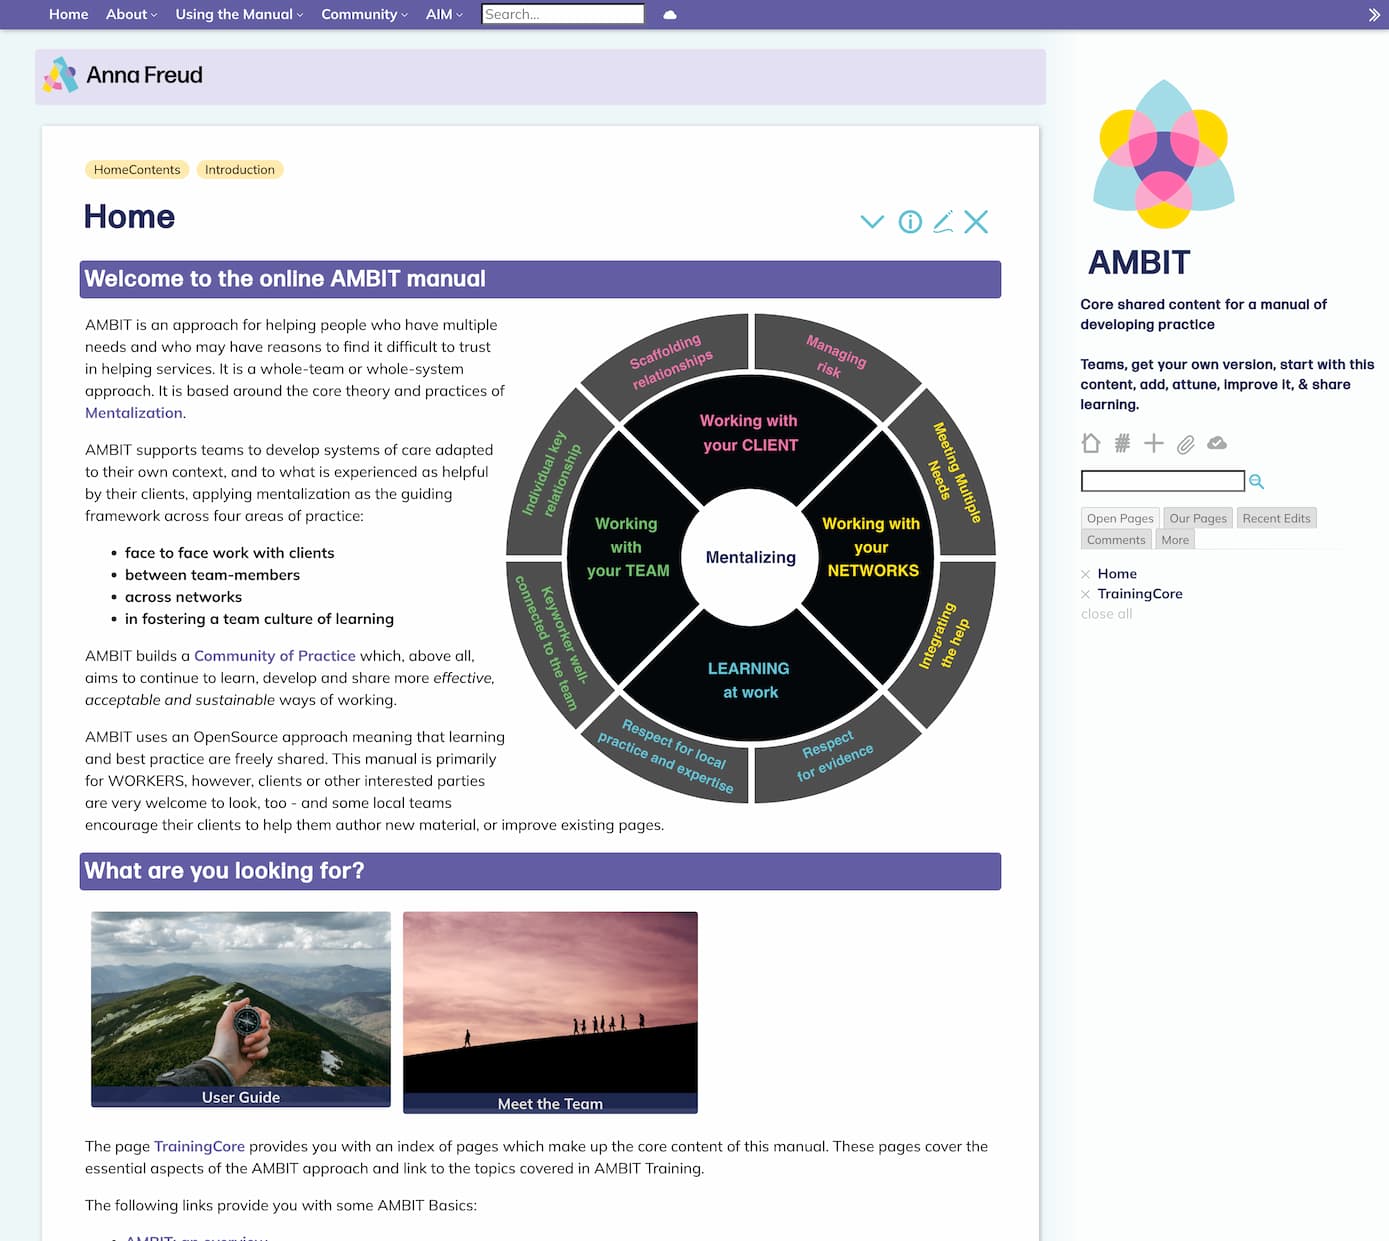 Home About Using the Manual Community AIM Search...
Anna Freud
HomeContents Introduction
Home
Welcome to the online AMBIT manual
AMBIT is an approach for helping people who have multiple
needs and who may have reasons to find it difficult to trust
in helping services. It is a whole-team or whole-system
approach. It is based around the core theory and practices of
Mentalization.
AMBIT supports teams to develop systems of care adapted
to their own context, and to what is experienced as helpful
by their clients, applying mentalization as the guiding
framework across four areas of practice:
• face to face work with clients
• between team-members
• across networks
• in fostering a team culture of learning
AMBIT builds a Community of Practice which, above all,
aims to continue to learn, develop and share more effective,
acceptable and sustainable ways of working.
AMBIT uses an OpenSource approach meaning that learning
and best practice are freely shared. This manual is primarily
for WORKERS, however, clients or other interested parties
are very welcome to look, too - and some local teams
encourage their clients to help them author new material, or improve existing pages.
Scaffolding
relationships
Managing
risk
Working with
your CLIENT
Individual key
relationship
Meeting Multiple
Needs
Working
with
your TEAM
Mentalizing
Working with
your
NETWORKS
Keyworker well-
connected to the team
Integrating
the help
LEARNING
at work
Respect for local
practice and expertise
Respect
for evidence
What are you looking for?
User Guide
Meet the Team
The page TrainingCore provides you with an index of pages which make up the core content of this manual. These pages cover the
essential aspects of the AMBIT approach and link to the topics covered in AMBIT Training.
The following links provide you with some AMBIT Basics:
• AMBIT: an overview
AMBIT
Core shared content for a manual of
developing practice
Teams, get your own version, start with this
content, add, attune, improve it, & share
learning.
Open Pages Our Pages Recent Edits
Comments More
× Home
× TrainingCore
close all